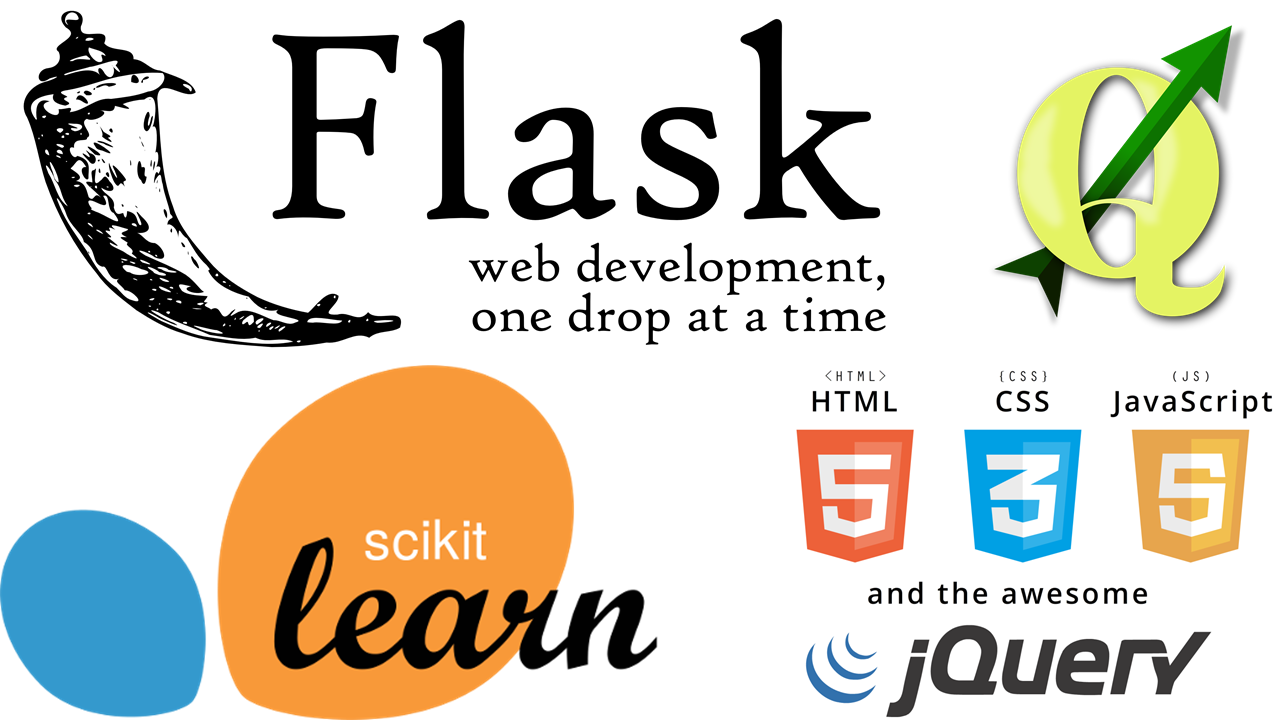 Flask
web development,
one drop at a time
Q
scikit
learn
<HTML> {CSS} (JS)
HTML CSS JavaScript
5 3 5
and the awesome
jQuery